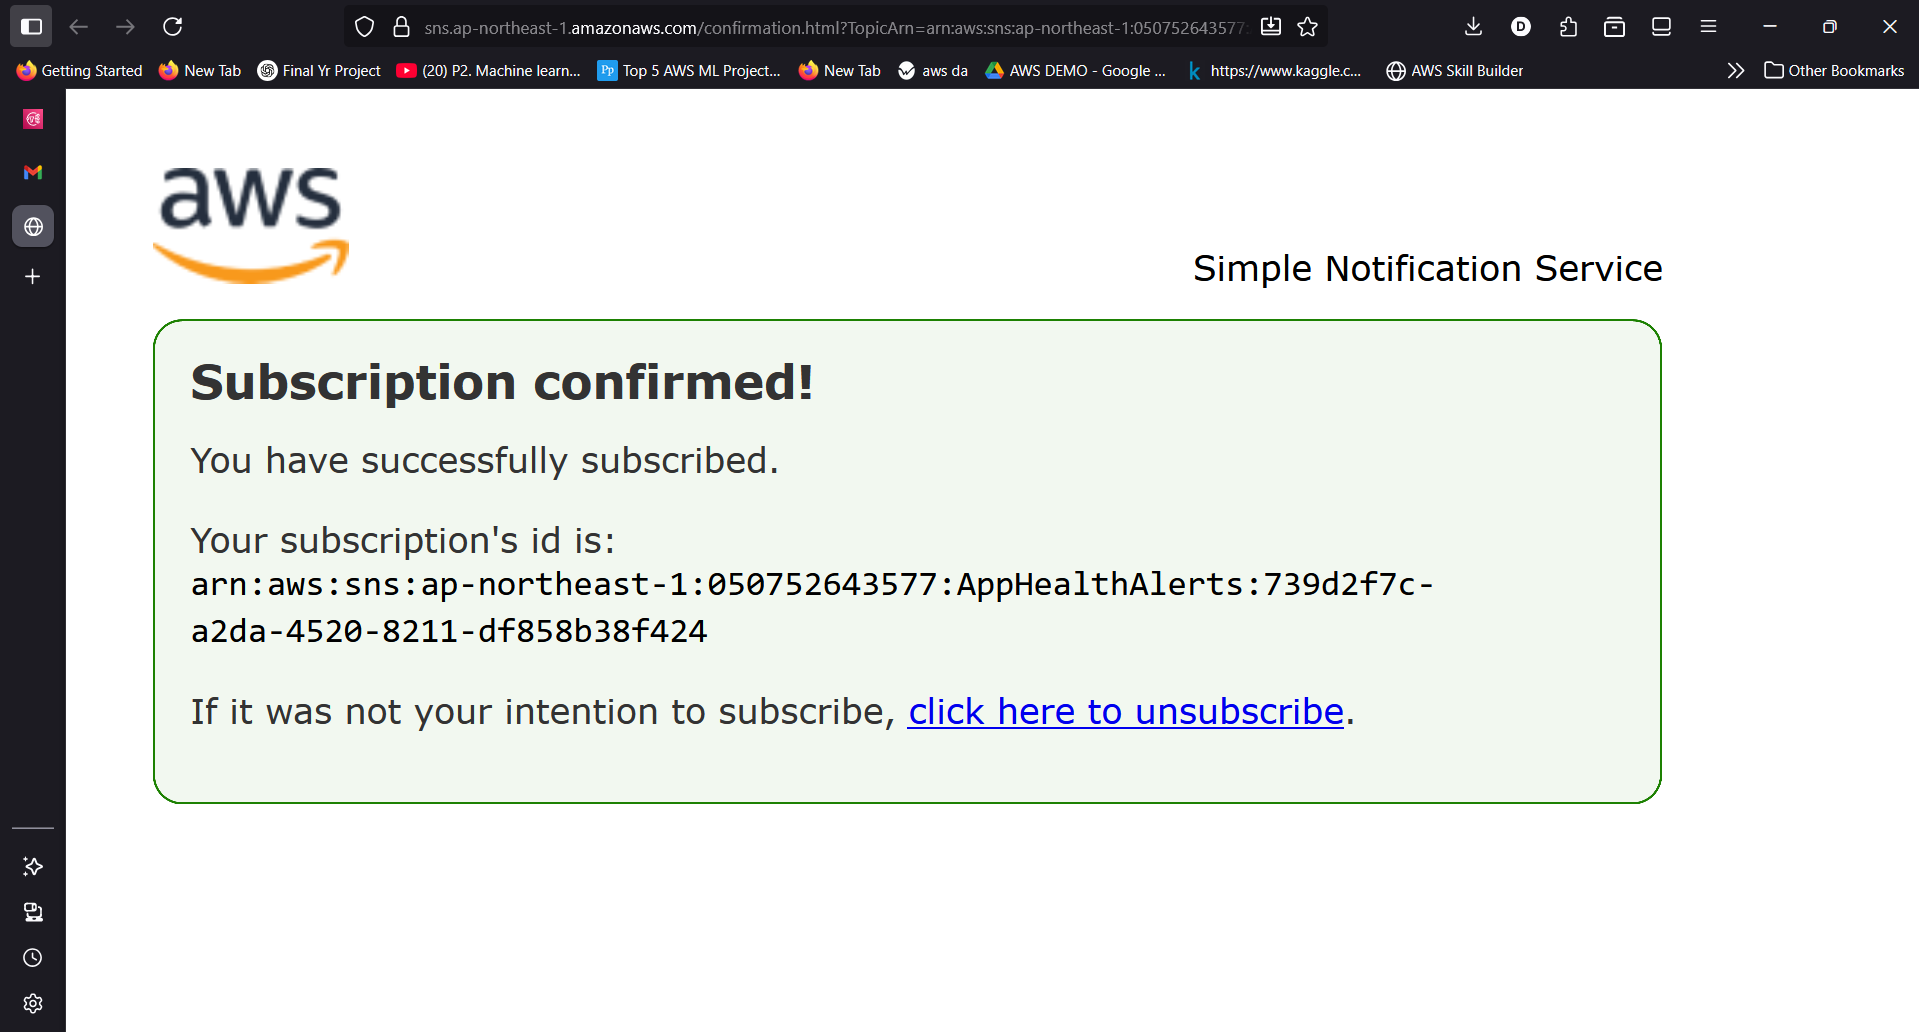 sns.ap-northeast-1.amazonaws.com/confirmation.html?TopicArn=arn:aws:sns:ap-northeast-1:050752643577:
D
Getting Started
New Tab
Final Yr Project
(20) P2. Machine learn...
Pp
Top 5 AWS ML Project...
New Tab
aws da
AWS DEMO - Google ...
k
https://www.kaggle.c...
AWS Skill Builder
Other Bookmarks
aws
Simple Notification Service
Subscription confirmed!
You have successfully subscribed.
Your subscription's id is:
arn:aws:sns:ap-northeast-1:050752643577:AppHealthAlerts:739d2f7c-
a2da-4520-8211-df858b38f424
If it was not your intention to subscribe, click here to unsubscribe.